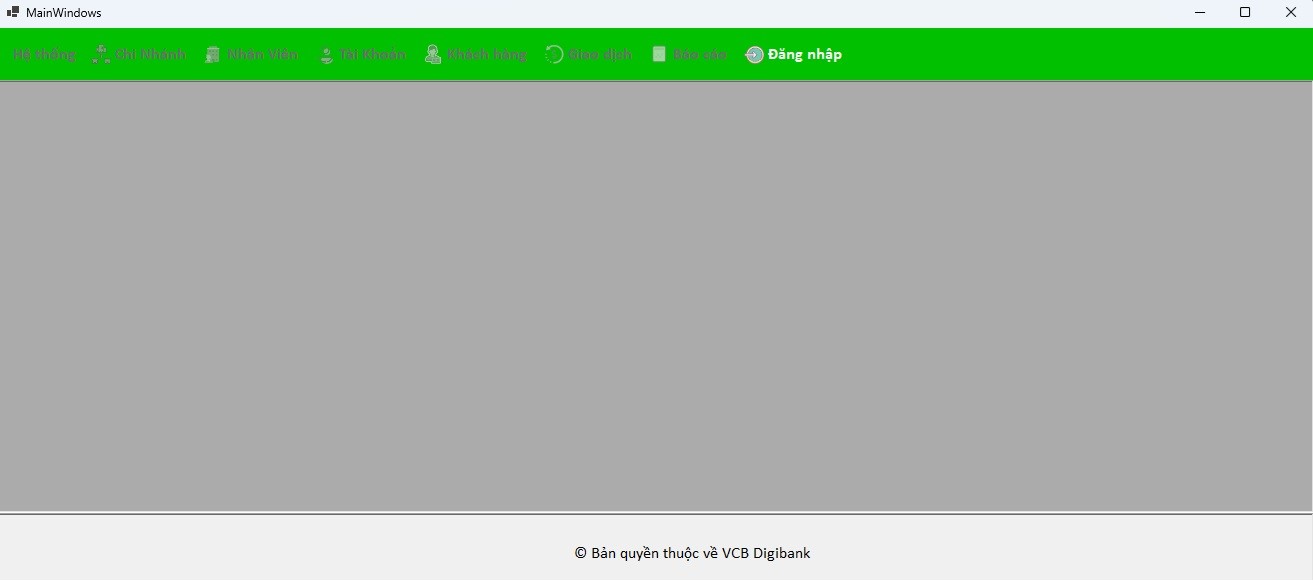 MainWindows
Hệ thống Chi Nhánh Nhân Viên Tài Khoản Khách hàng Giao dịch Báo cáo Đăng nhập
© Bản quyền thuộc về VCB Digibank